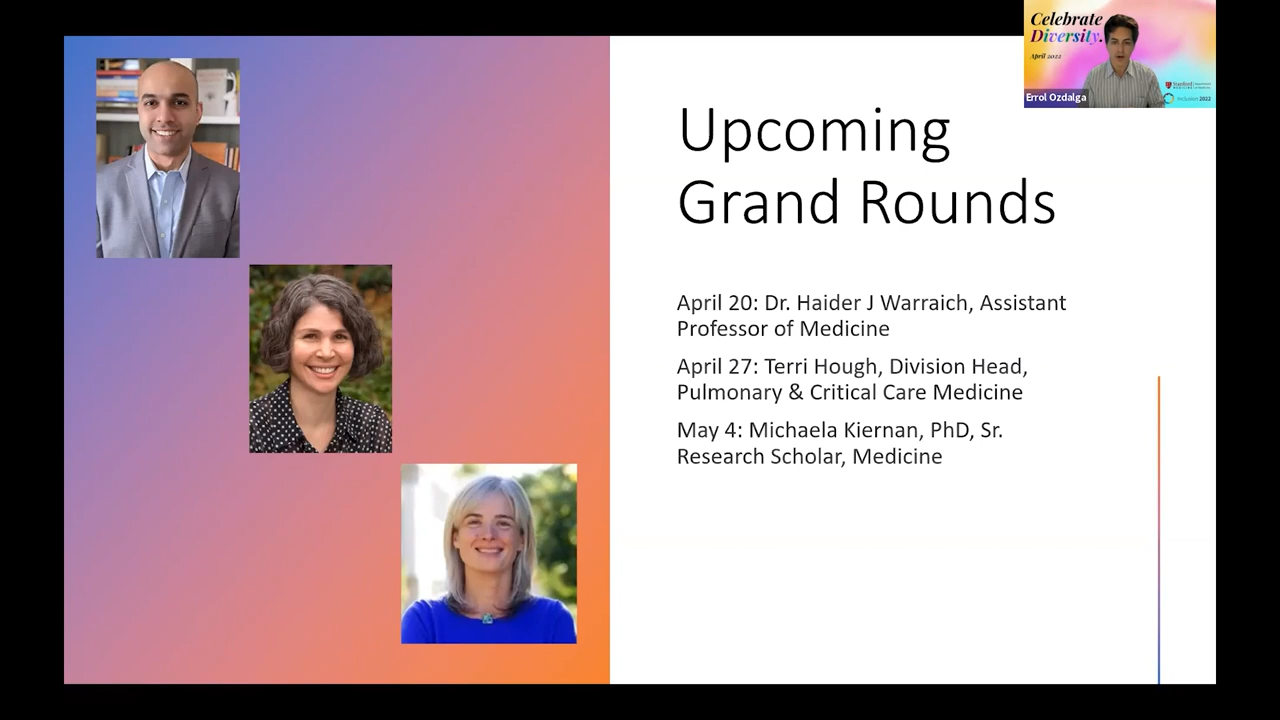 Celebrate
Diversity.
April 2022
Errol Ozdalga
Stanford
MEDICINE
Inclusion 2022
Upcoming
Grand Rounds
April 20: Dr. Haider J Warraich, Assistant
Professor of Medicine
April 27: Terri Hough, Division Head,
Pulmonary & Critical Care Medicine
May 4: Michaela Kiernan, PhD, Sr.
Research Scholar, Medicine